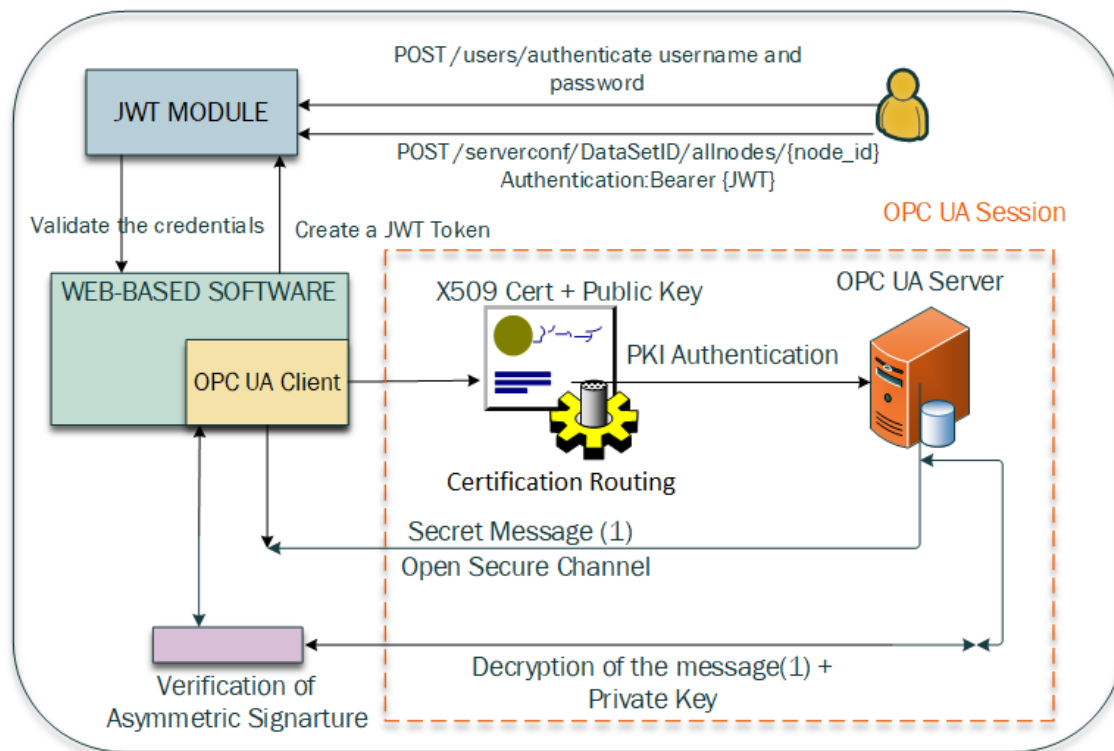 POST /users/authenticate username and
password
JWT MODULE
POST /serverconf/DataSetID/allnodes/{node_id}
Authentication:Bearer {JWT}
Validate the credentials
Create a JWT Token
OPC UA Session
WEB-BASED SOFTWARE
OPC UA Client
X509 Cert + Public Key
OPC UA Server
PKI Authentication
Certification Routing
Secret Message (1)
Open Secure Channel
Decryption of the message(1) +
Private Key
Verification of
Asymmetric Signarture